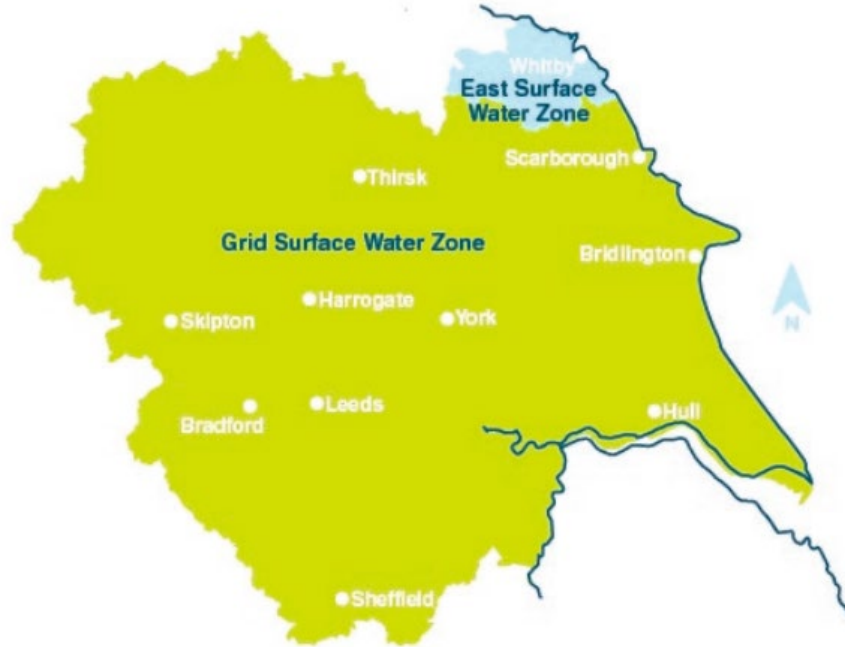 Whitby
East Surface
Water Zone
Scarborough
Thirsk
Grid Surface Water Zone
Bridlington
Harrogate
Skipton
York
N
Leeds
Bradford
Hull
Sheffield